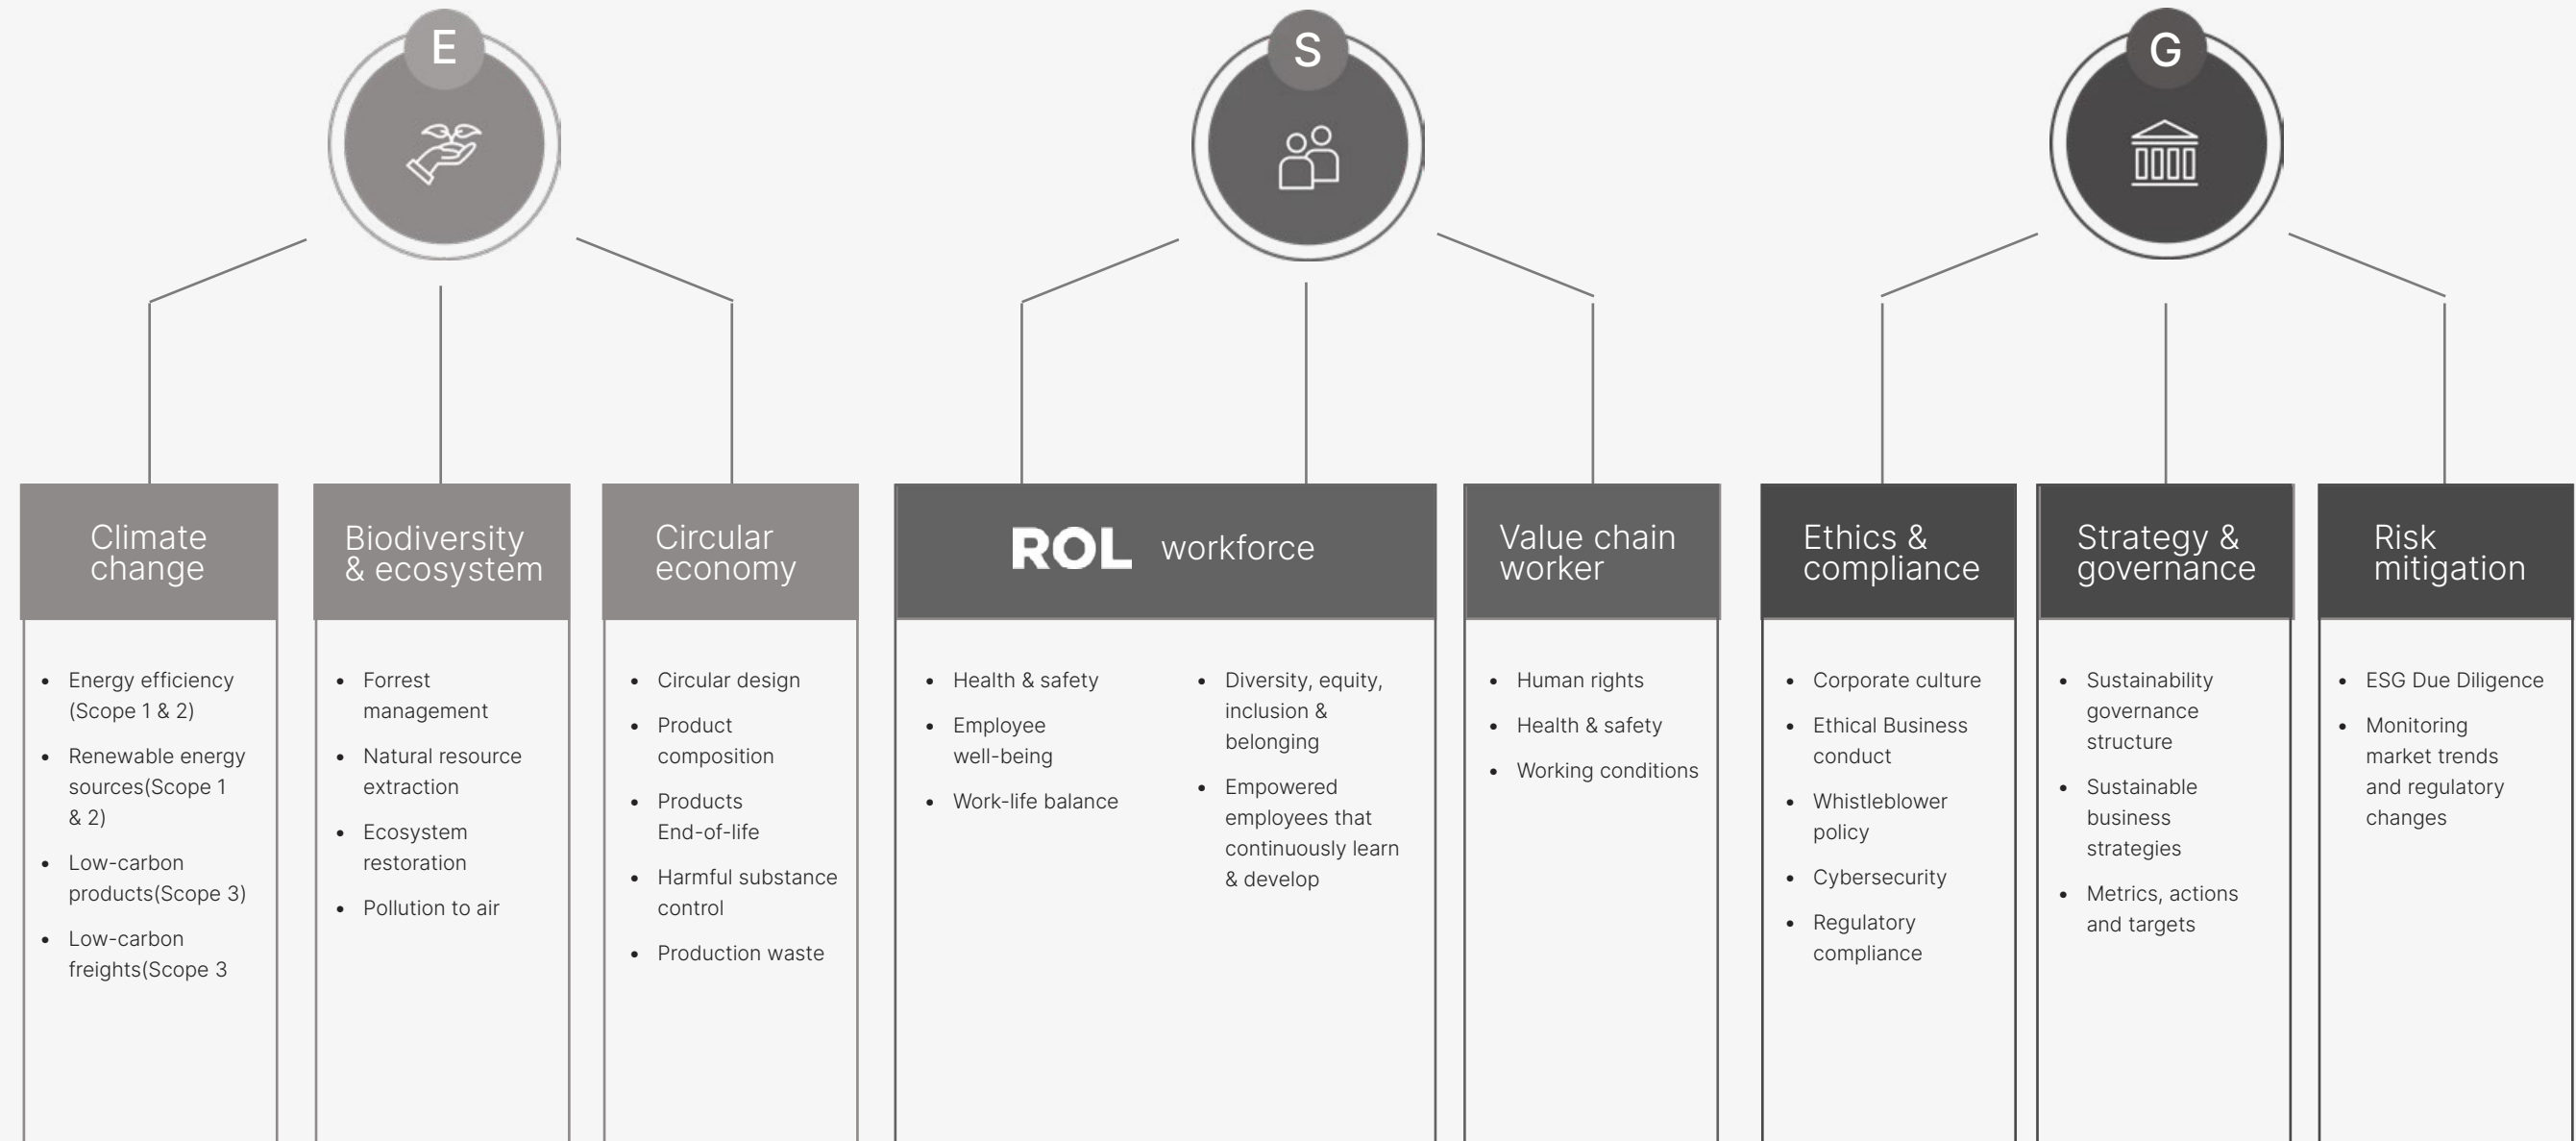 E
S
G
Climate
change
Biodiversity
& ecosystem
Circular
economy
ROL workforce
Value chain
worker
Ethics &
compliance
Strategy &
governance
Risk
mitigation
• Energy efficiency
(Scope 1 & 2)
• Renewable energy
sources(Scope 1
& 2)
• Low-carbon
products(Scope 3)
• Low-carbon
freights(Scope 3
• Forrest
management
• Natural resource
extraction
• Ecosystem
restoration
• Pollution to air
• Circular design
• Product
composition
• Products
End-of-life
• Harmful substance
control
• Production waste
• Health & safety
• Employee
well-being
• Work-life balance
• Diversity, equity,
inclusion &
belonging
• Empowered
employees that
continuously learn
& develop
• Human rights
• Health & safety
• Working conditions
• Corporate culture
• Ethical Business
conduct
• Whistleblower
policy
• Cybersecurity
• Regulatory
compliance
• Sustainability
governance
structure
• Sustainable
business
strategies
• Metrics, actions
and targets
• ESG Due Diligence
• Monitoring
market trends
and regulatory
changes